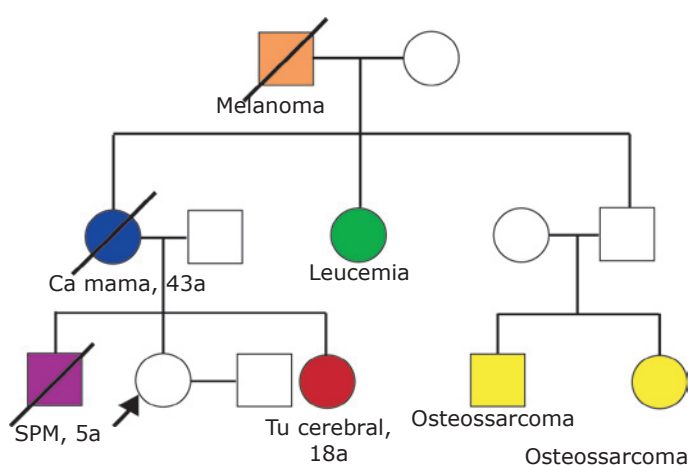 Melanoma
Ca mama, 43a
Leucemia
SPM, 5a
Tu cerebral,
18a
Osteossarcoma
Osteossarcoma